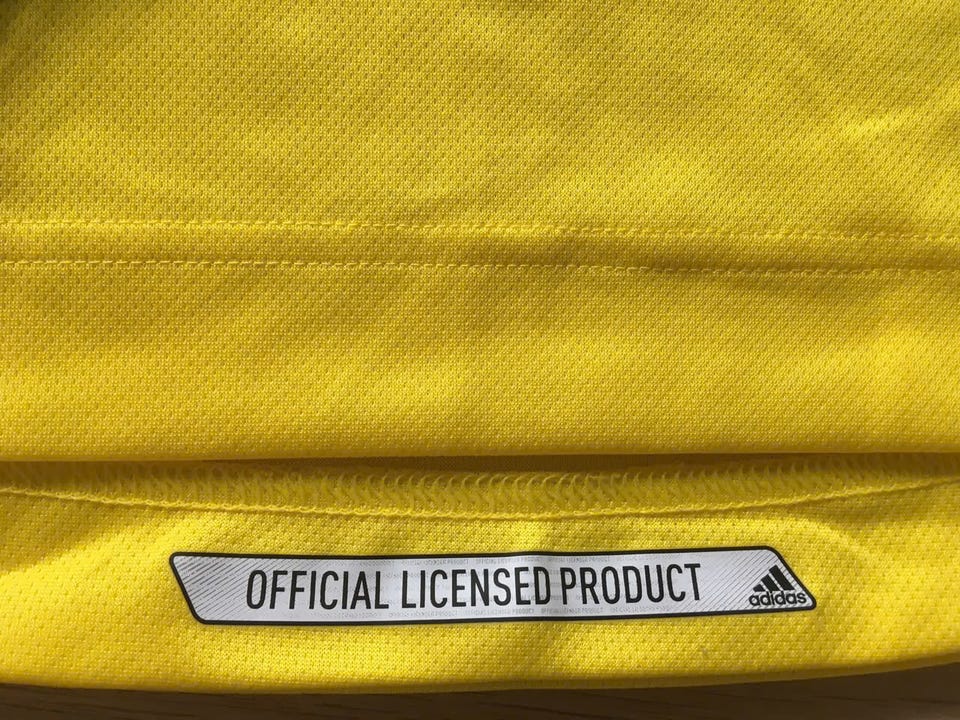 OFFICIAL LICENSED PRODUCT
adidas